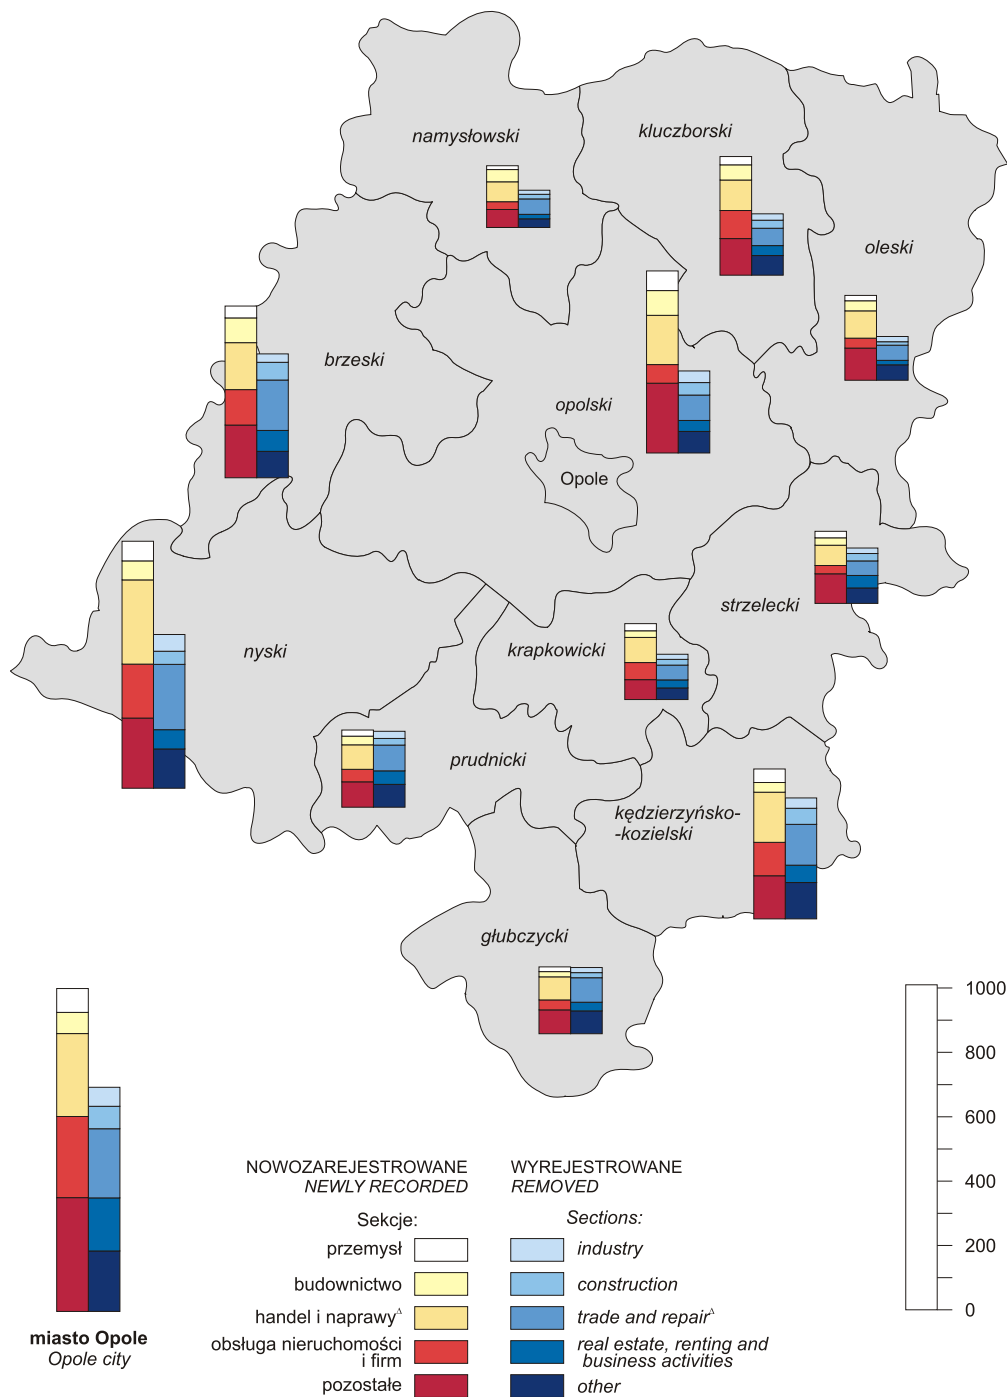 namysłowski
kluczborski
oleski
brzeski
opolski
Opole
strzelecki
nyski
krapkowicki
prudnicki
kędzierzyńsko-
-kozielski
głubczycki
1000
800
600
400
200
0
miasto Opole
Opole city
NOWOZAREJESTROWANE
NEWLY RECORDED
WYREJESTROWANE
REMOVED
Sekcje:
Sections:
przemysł
industry
budownictwo
construction
handel i naprawy^Δ
trade and repair^Δ
obsługa nieruchomości
i firm
real estate, renting and
business activities
pozostałe
other